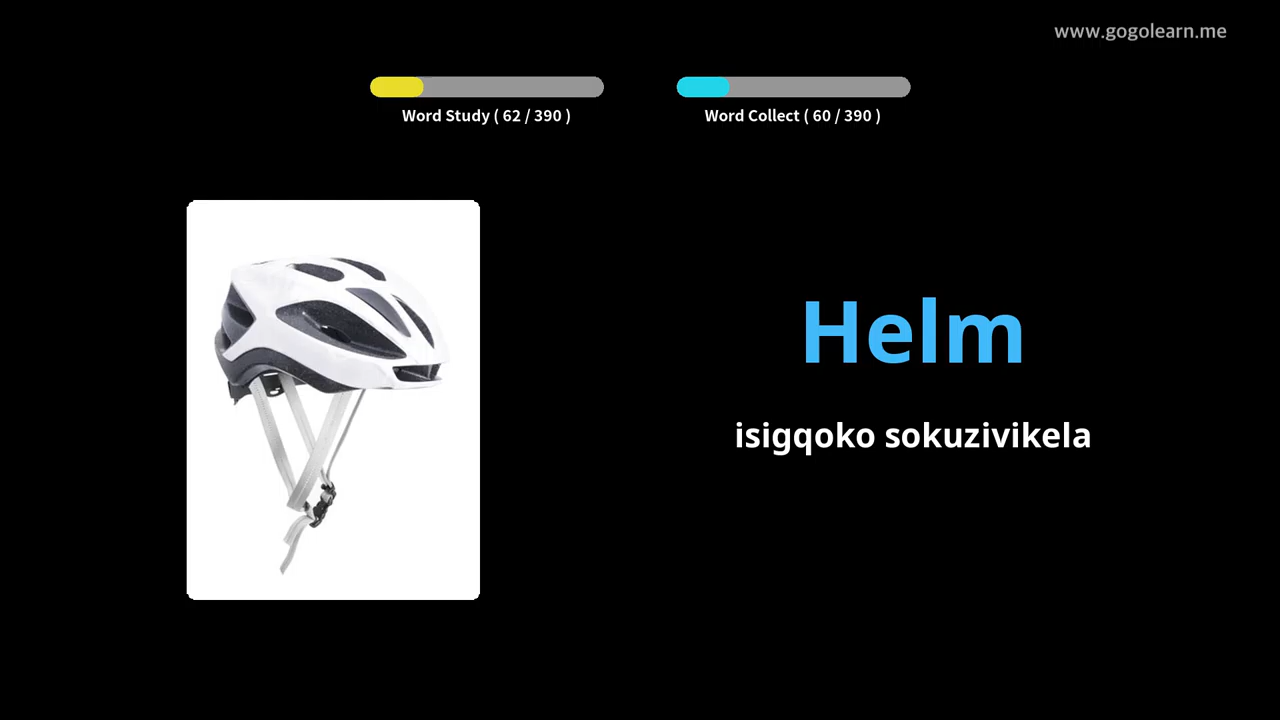 www.gogolearn.me
Word Study ( 62 / 390 )
Word Collect ( 60 / 390 )
Helm
isigqoko sokuzivikela